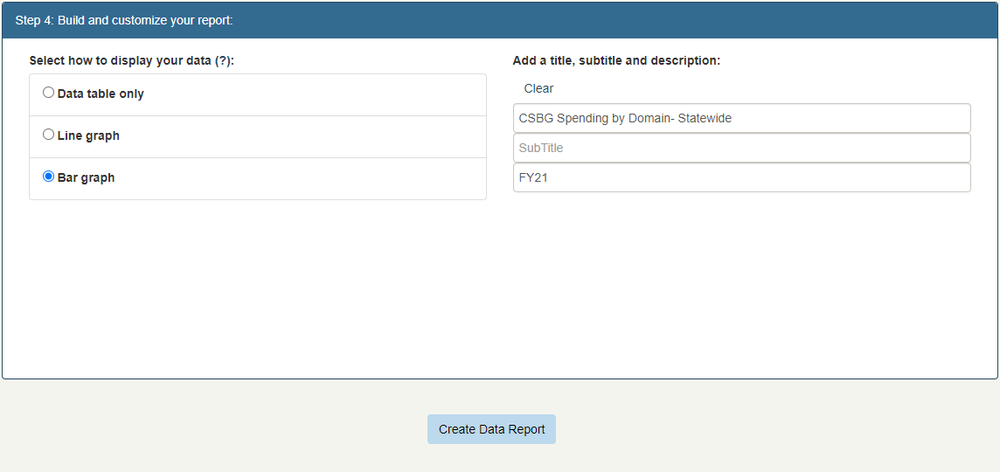 Step 4: Build and customize your report:
Select how to display your data (?):
Data table only
Line graph
Bar graph
Add a title, subtitle and description:
Clear
CSBG Spending by Domain- Statewide
SubTitle
FY21
Create Data Report